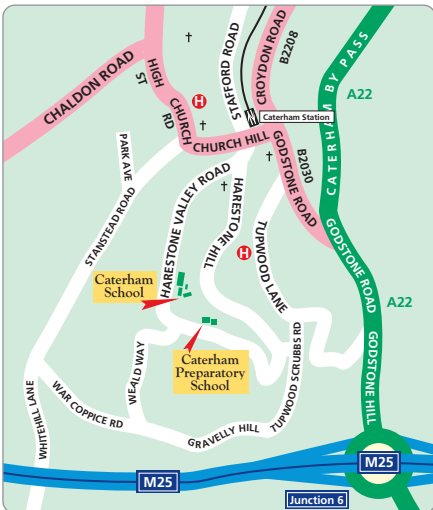 CHALDON ROAD
HIGH
ST
CHURCH
RD
H
STAFFORD ROAD
CROYDON ROAD
B2208
Caterham Station
CATERHAM BY PASS
A22
CHURCH HILL
GODSTONE ROAD
B2030
PARK AVE
STANSTEAD ROAD
HARESTONE VALLEY ROAD
HARESTONE
HILL
H
TUPWOOD LANE
GODSTONE ROAD
A22
GODSTONE HILL
Caterham
School
Caterham
Preparatory
School
WEALD WAY
TUPWOOD SCRUBBS RD
WHITEHILL LANE
WAR COPPICE RD
GRAVELLY HILL
M25
M25
Junction 6